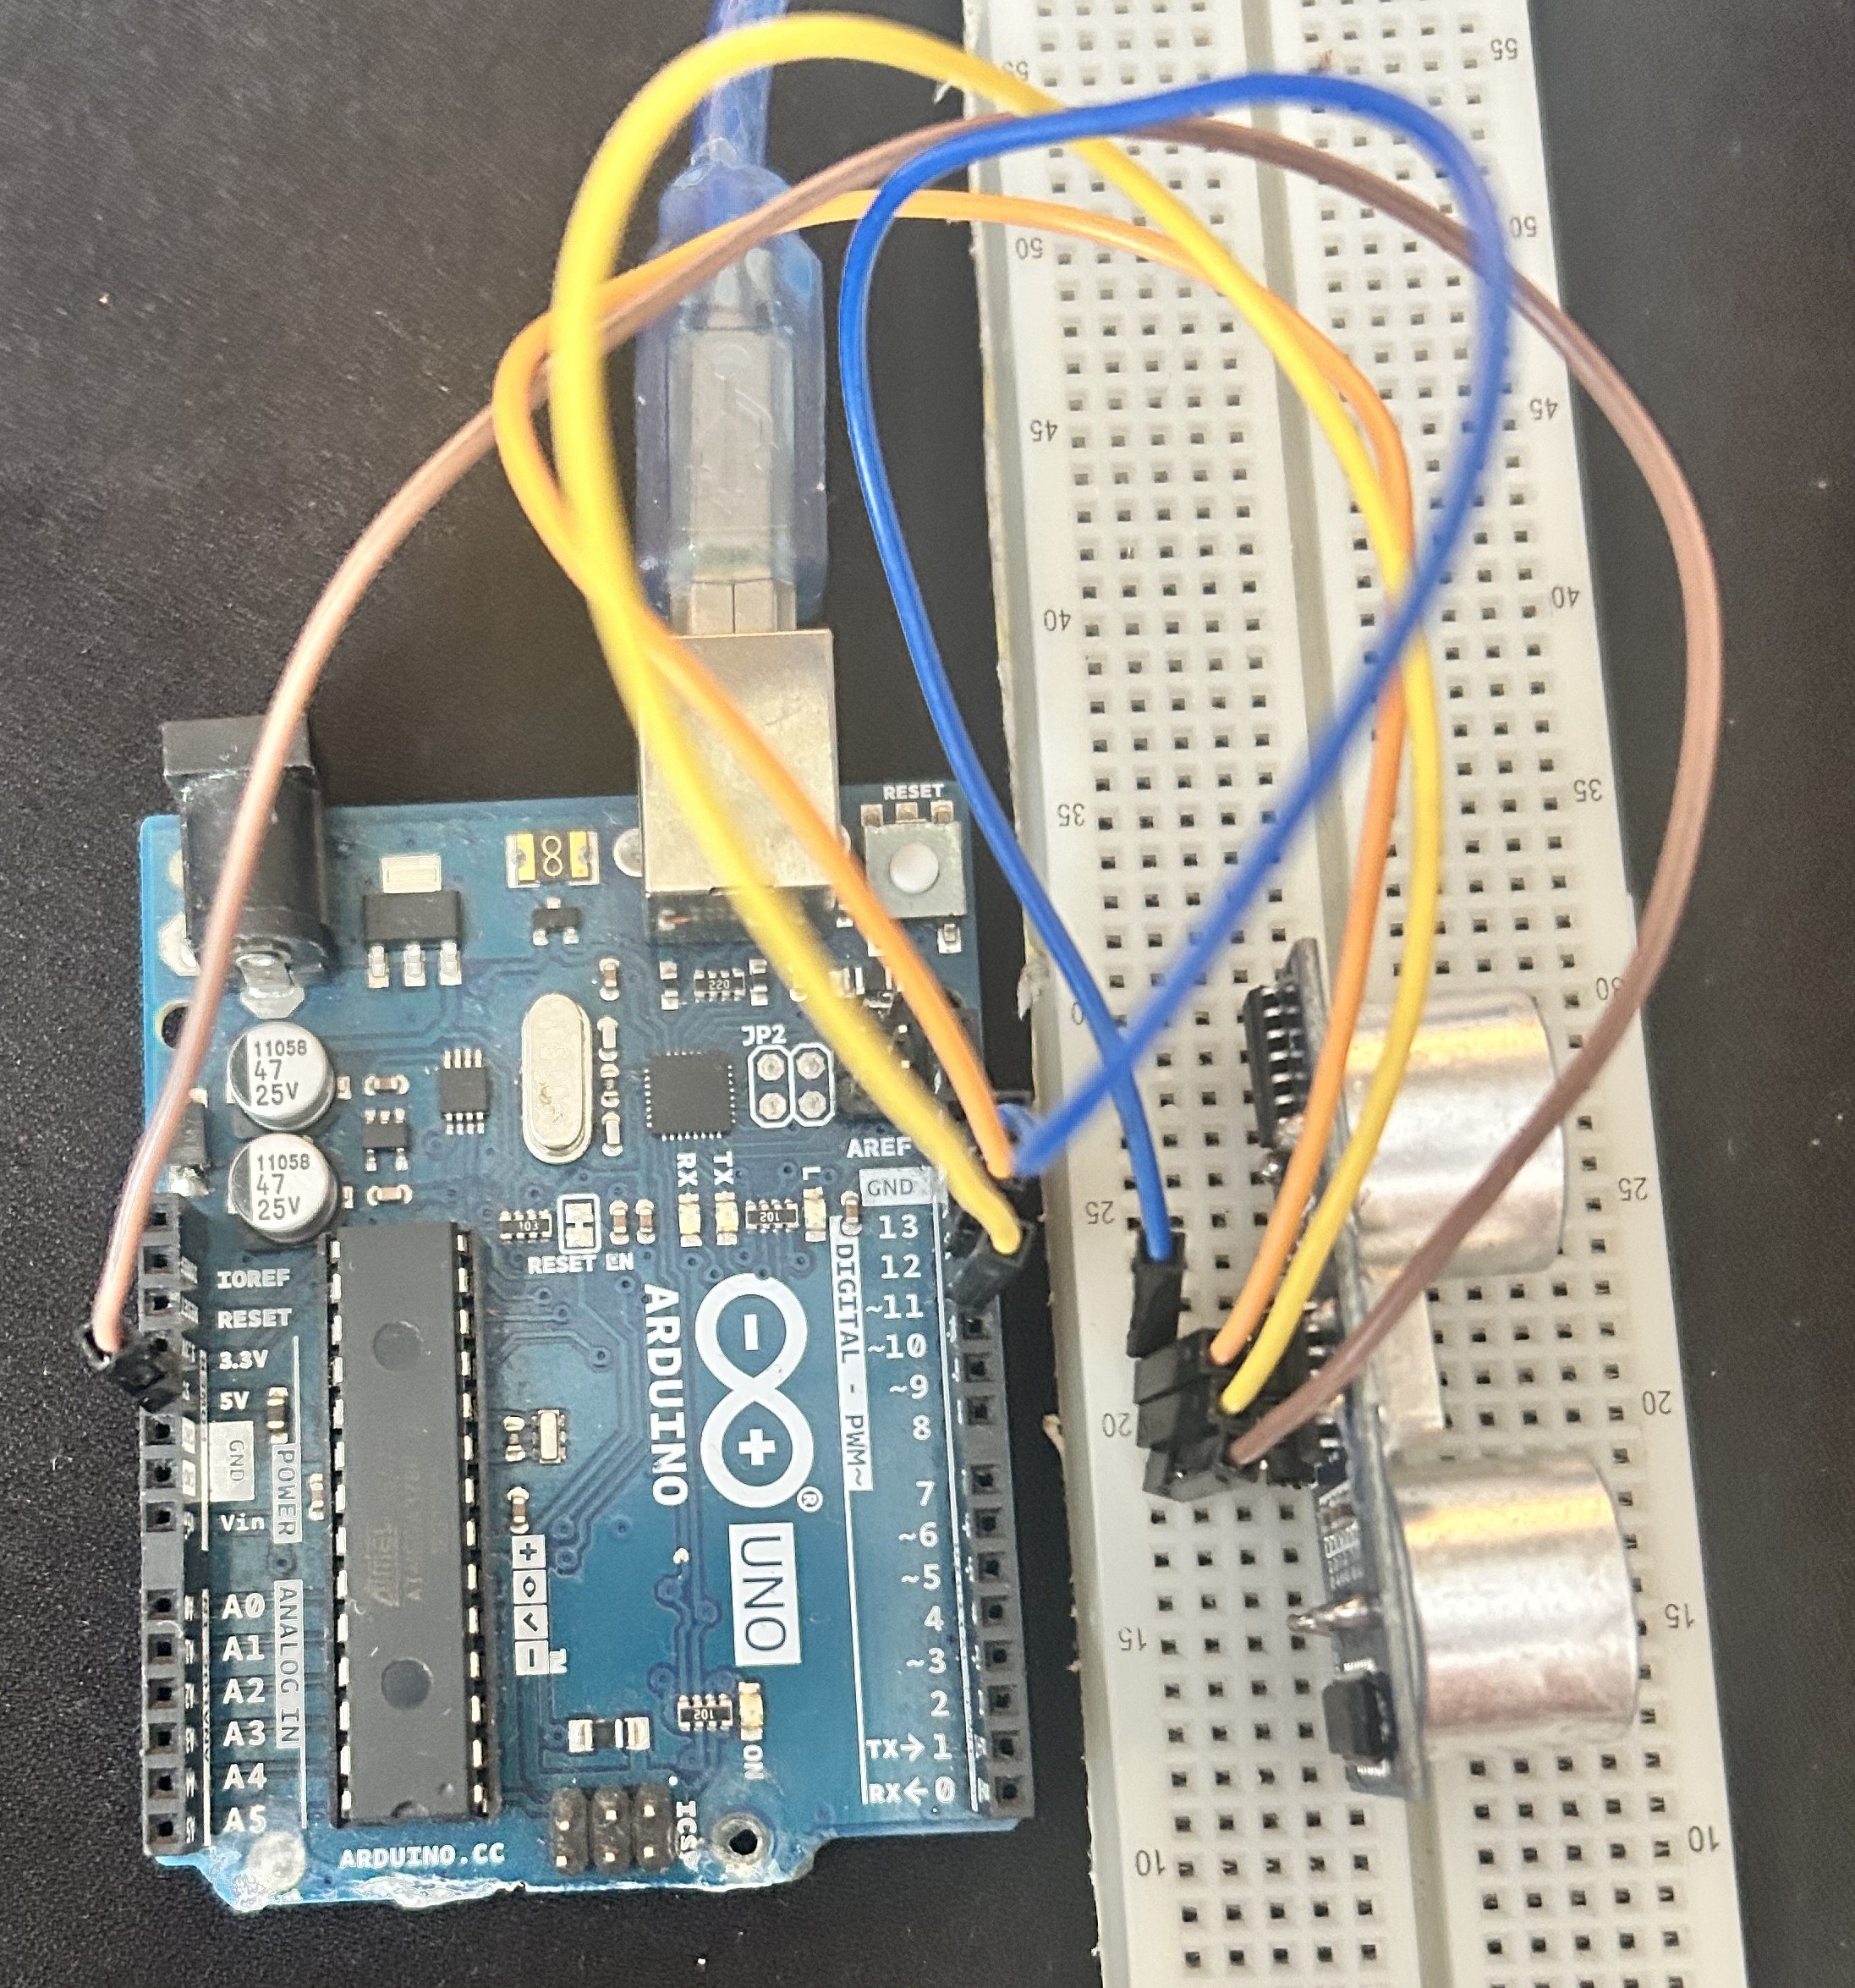 RESET
8
220
11058
47
25V
JP2
AREF
11058
47
25V
RX
TX
L
GND
13
103
201
RESET EN
12
~11
~10
~9
8
7
~6
~5
4
~3
2
TX→1
RX←0
DIGITAL - PWM~
IOREF
RESET
3.3V
5V
GND
Vin
POWER
A0
A1
A2
A3
A4
A5
ANALOG IN
ARDUINO
UNO
102
ON
ICSP
ARDUINO.CC
55
55
50
50
45
45
40
40
35
35
30
25
25
20
20
15
15
10
10